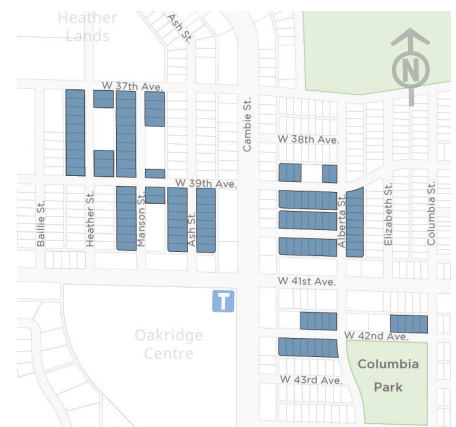 Heather
Lands
Ash St.
N
W 37th Ave.
Cambie St.
W 38th Ave.
W 39th Ave.
Baillie St.
Heather St.
Manson St.
Ash St.
Alberta St.
Elizabeth St.
Columbia St.
W 41st Ave.
T
Oakridge
Centre
W 42nd Ave.
Columbia
Park
W 43rd Ave.